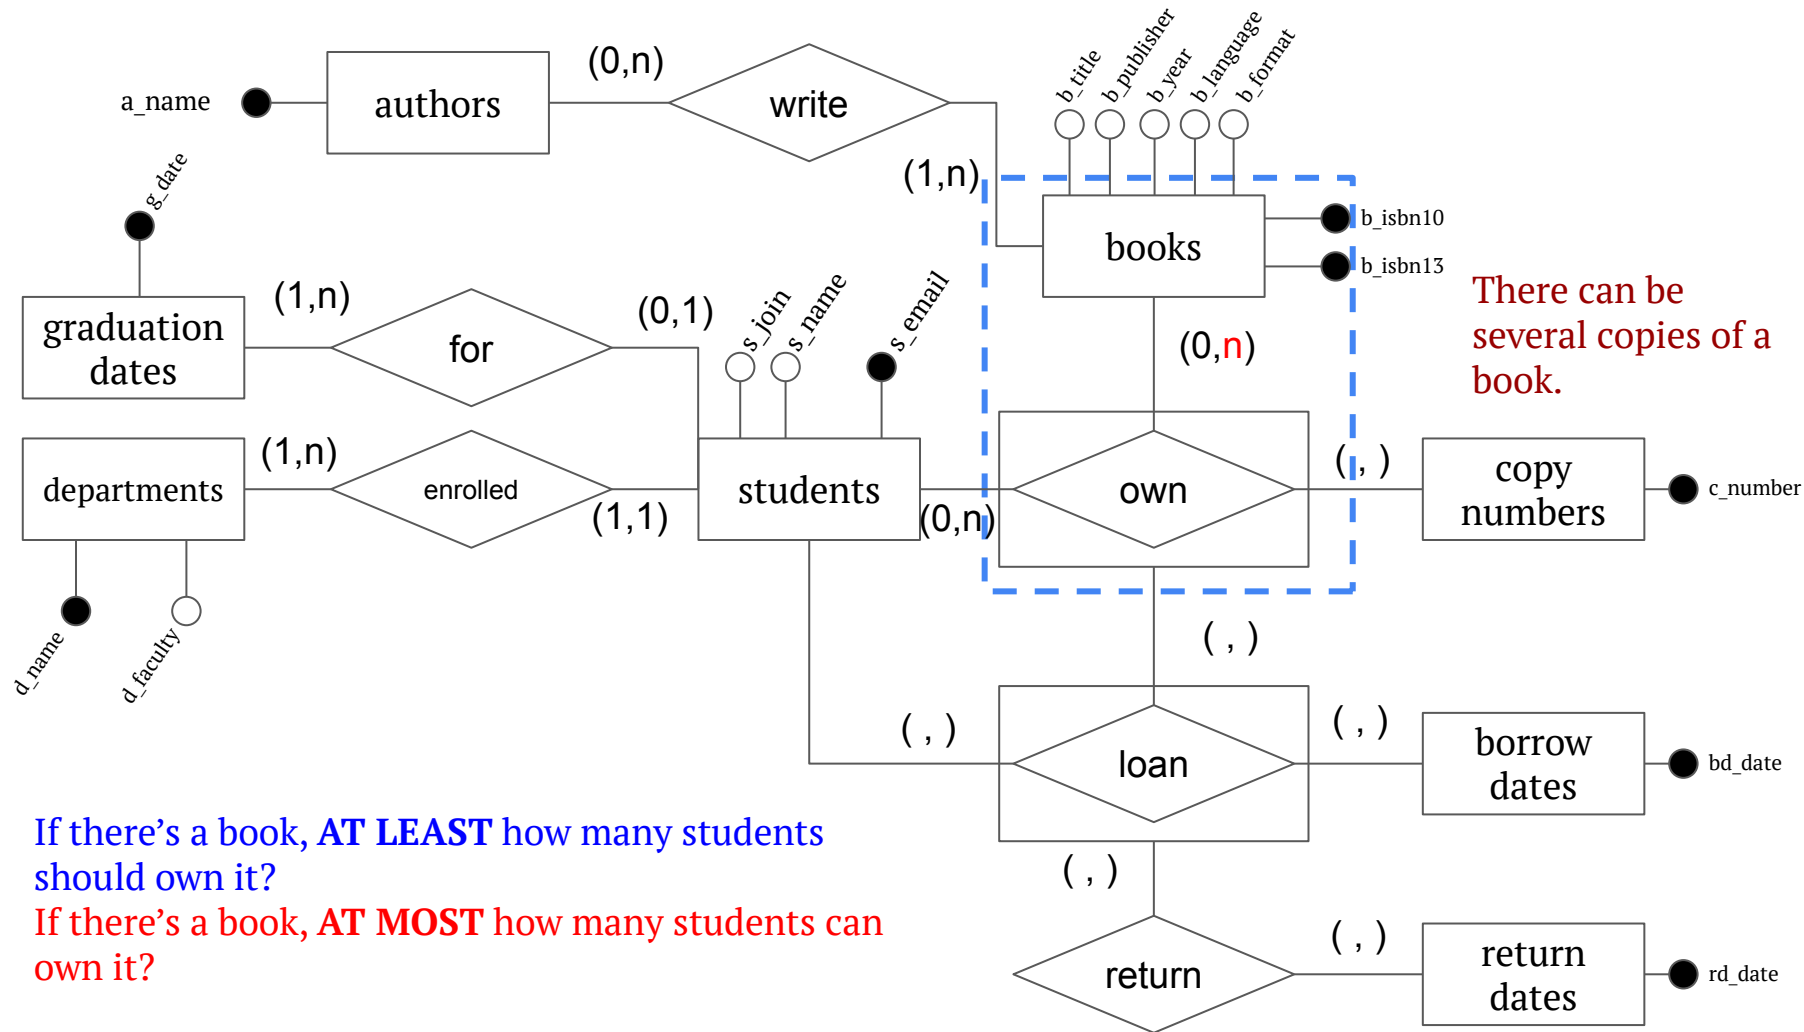 b_title
b_publisher
b_year
b_language
b_format
(0,n)
a_name
authors
write
(1,n)
g_date
b_isbn10
books
b_isbn13
There can be
several copies of a
book.
(1,n)
(0,1)
s_join
s_name
s_email
graduation
dates
for
(0,n)
(1,n)
departments
enrolled
(1,1)
students
(0,n)
own
( , )
copy
numbers
c_number
d_name
d_faculty
( , )
( , )
loan
( , )
borrow
dates
bd_date
If there’s a book, AT LEAST how many students
should own it?
If there’s a book, AT MOST how many students can
own it?
( , )
return
( , )
return
dates
rd_date